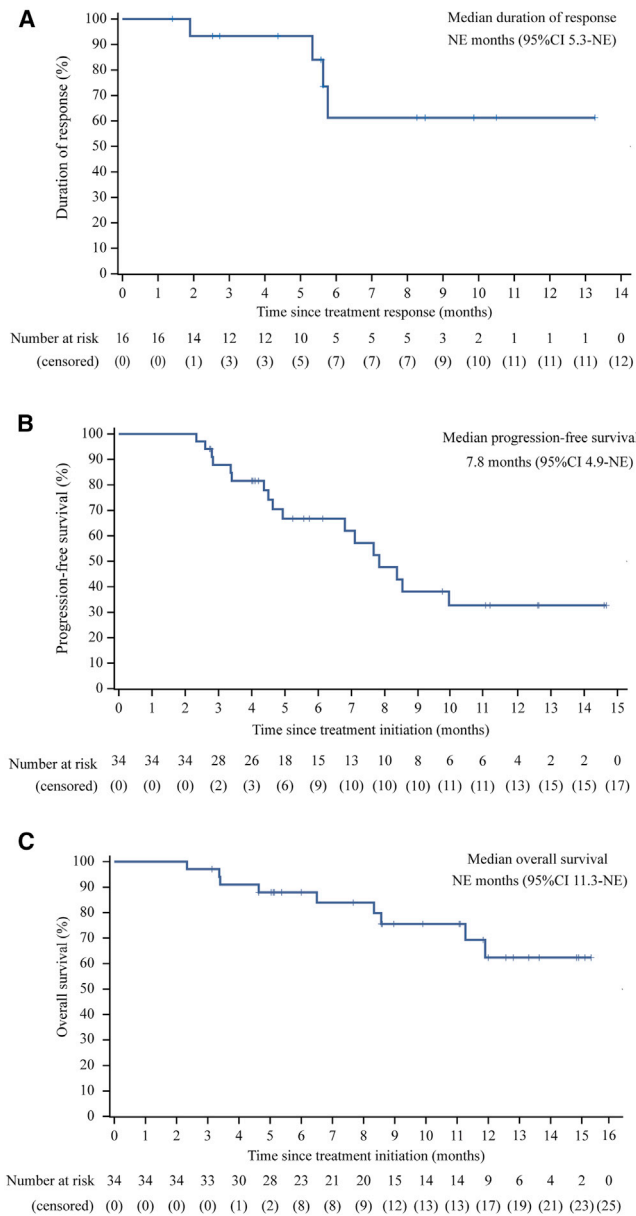 A
Median duration of response
NE months (95%CI 5.3-NE)
Duration of response (%)
100
90
80
70
60
50
40
30
20
10
0
0 1 2 3 4 5 6 7 8 9 10 11 12 13 14
Time since treatment response (months)
Number at risk 16 16 14 12 12 10 5 5 5 3 2 1 1 1 0
(censored) (0) (0) (1) (3) (3) (5) (7) (7) (7) (9) (10) (11) (11) (11) (12)
B
Median progression-free survival
7.8 months (95%CI 4.9-NE)
Progression-free survival (%)
100
90
80
70
60
50
40
30
20
10
0
0 1 2 3 4 5 6 7 8 9 10 11 12 13 14 15
Time since treatment initiation (months)
Number at risk 34 34 34 28 26 18 15 13 10 8 6 6 4 2 2 0
(censored) (0) (0) (0) (2) (3) (6) (9) (10) (10) (10) (11) (11) (13) (15) (15) (17)
C
Median overall survival
NE months (95%CI 11.3-NE)
Overall survival (%)
100
90
80
70
60
50
40
30
20
10
0
0 1 2 3 4 5 6 7 8 9 10 11 12 13 14 15 16
Time since treatment initiation (months)
Number at risk 34 34 34 33 30 28 23 21 20 15 14 14 9 6 4 2 0
(censored) (0) (0) (0) (0) (1) (2) (8) (8) (9) (12) (13) (13) (17) (19) (21) (23) (25)